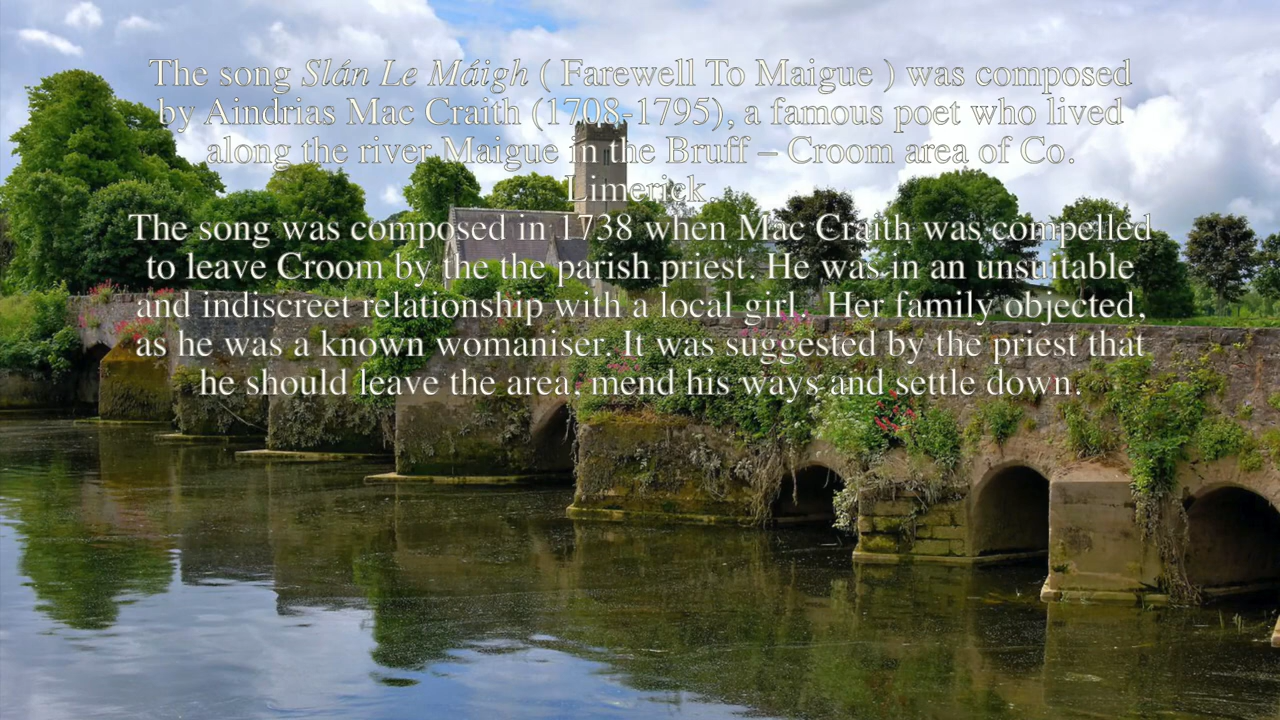 The song Slán Le Máigh ( Farewell To Maigue ) was composed
by Aindrias Mac Craith (1708-1795), a famous poet who lived
along the river Maigue in the Bruff – Croom area of Co.
Limerick.
The song was composed in 1738 when Mac Craith was compelled
to leave Croom by the the parish priest. He was in an unsuitable
and indiscreet relationship with a local girl.  Her family objected,
as he was a known womaniser. It was suggested by the priest that
he should leave the area, mend his ways and settle down.